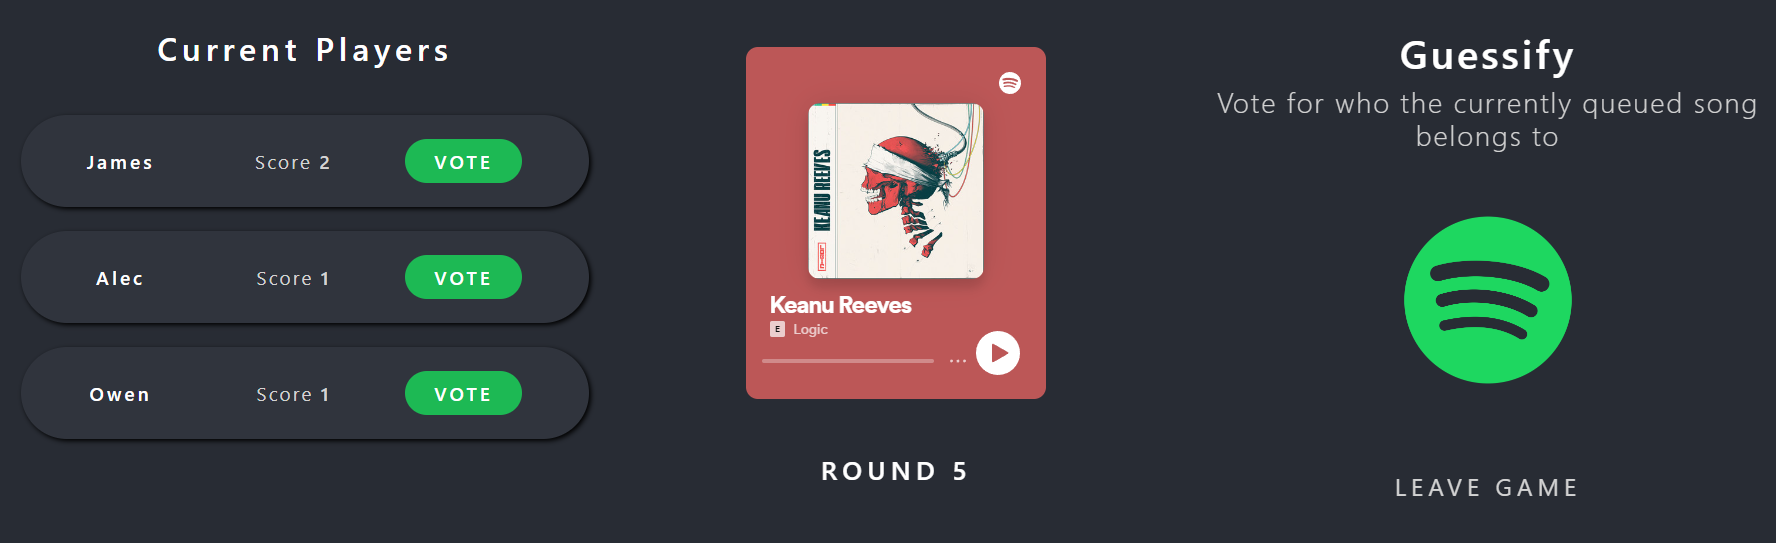 Current Players
James Score 2 VOTE
Alec Score 1 VOTE
Owen Score 1 VOTE
KEANU REEVES
Keanu Reeves
E Logic
ROUND 5
Guessify
Vote for who the currently queued song
belongs to
LEAVE GAME